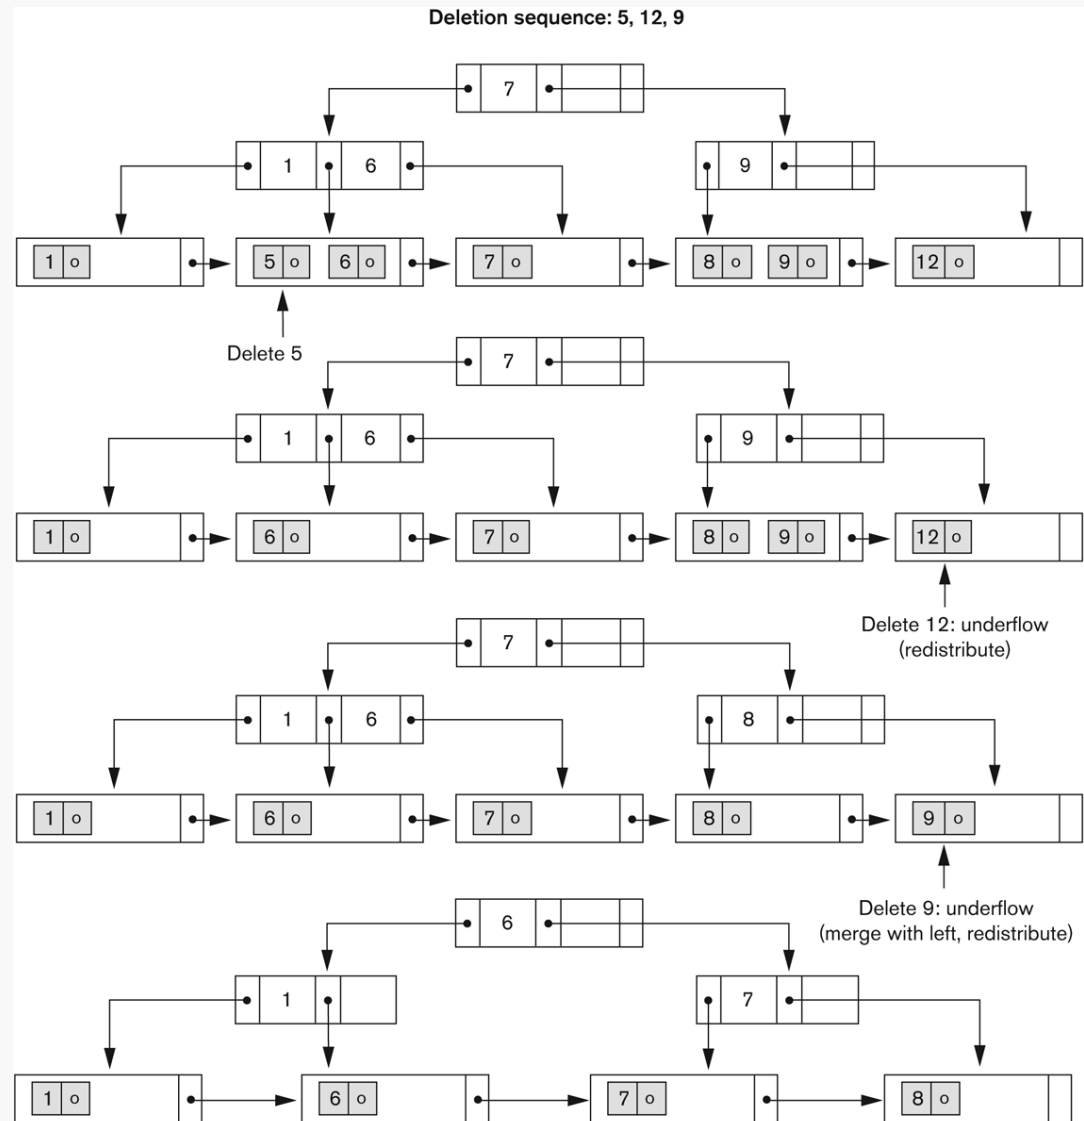 Deletion sequence: 5, 12, 9
7
1 6 9
1 o 5 o 6 o 7 o 8 o 9 o 12 o
Delete 5
7
1 6 9
1 o 6 o 7 o 8 o 9 o 12 o
Delete 12: underflow
(redistribute)
7
1 6 8
1 o 6 o 7 o 8 o 9 o
Delete 9: underflow
(merge with left, redistribute)
6
1 7
1 o 6 o 7 o 8 o